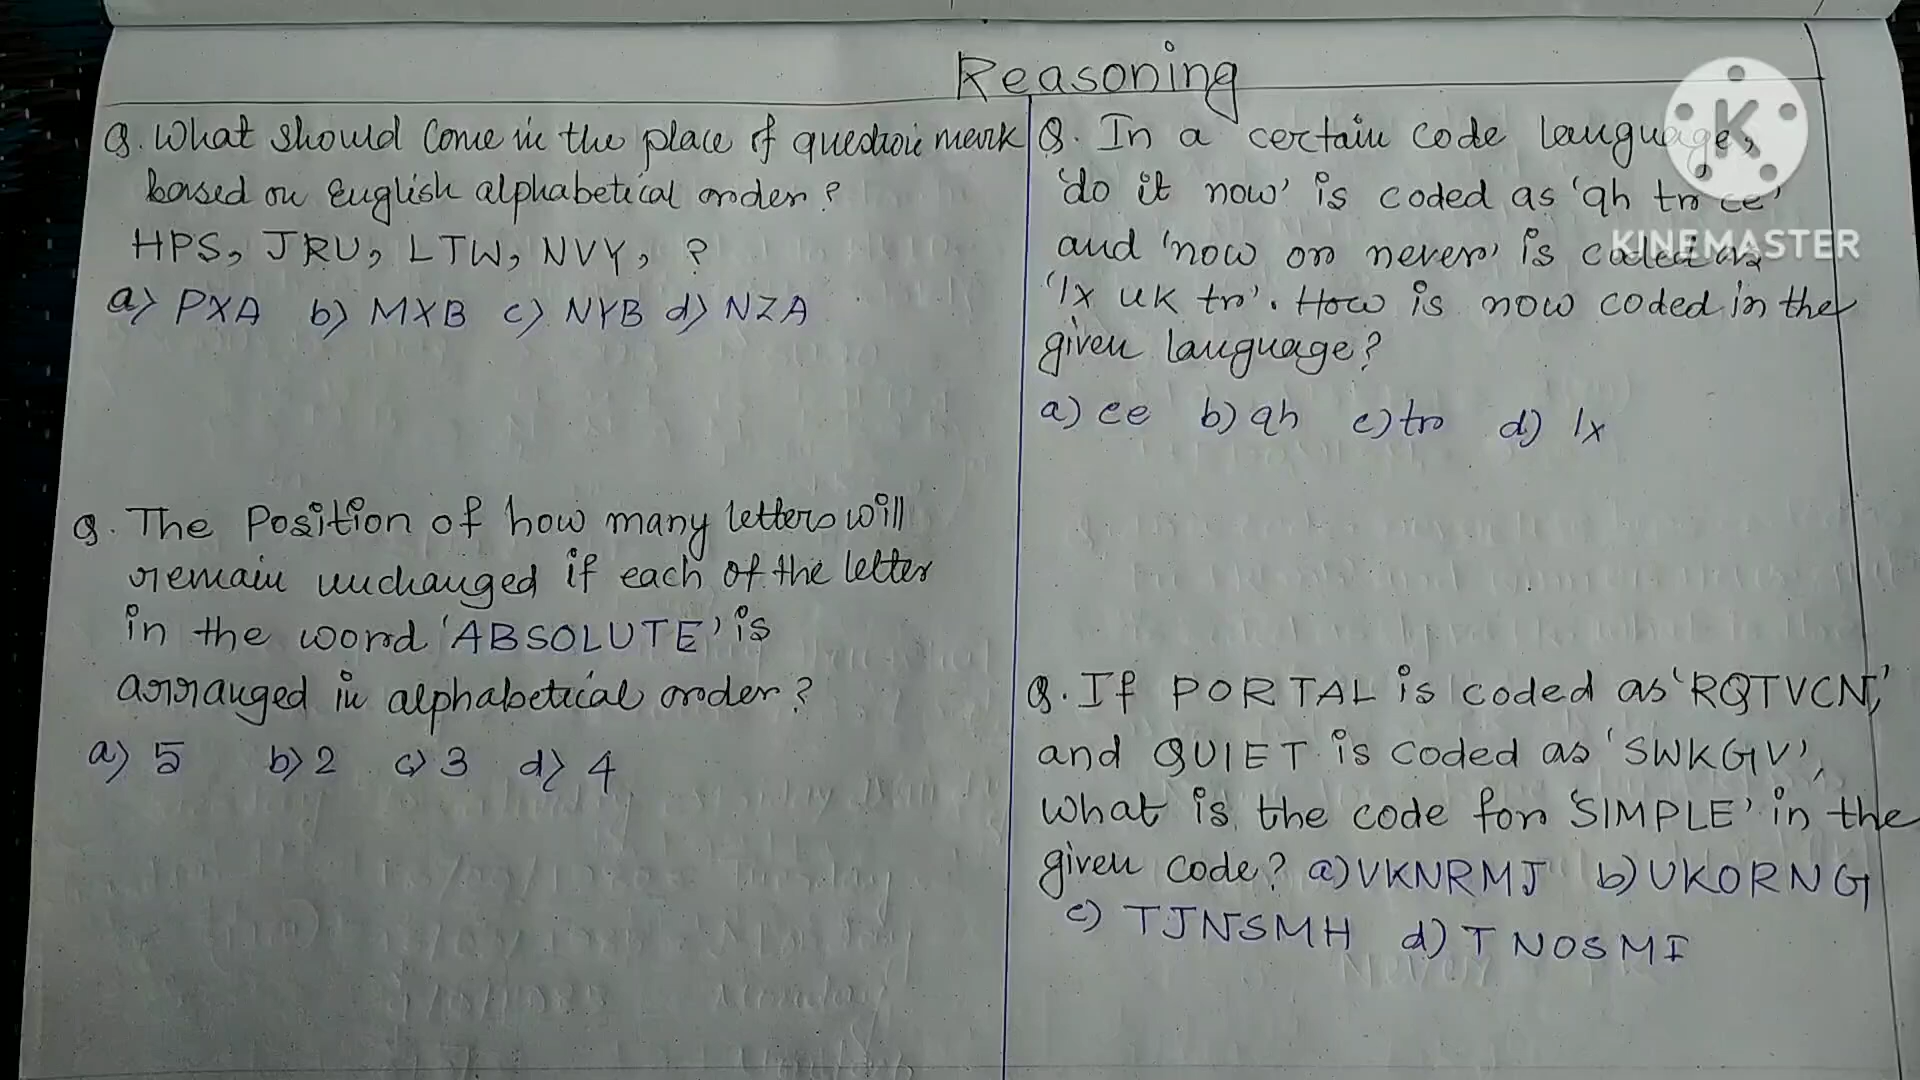 Reasoning
Q. What should Come in the place of question mark
based on English alphabetical order?
HPS, JRU, LTW, NVY, ?
a) PXA b) MXB c) NYB d) NZA
Q. The Position of how many letters will
remain unchanged if each of the letter
in the word 'ABSOLUTE' is
arranged in alphabetical order?
a) 5 b) 2 c) 3 d) 4
Q. In a certain code language,
'do it now' is coded as 'qh tr ce'
and 'now or never' is coded as
'lx uk tr'. How is now coded in the
given language?
a) ce b) qh c) tr d) lx
Q. If PORTAL is coded as 'RQTVCN,'
and QUIET is coded as 'SWKGV',
what is the code for 'SIMPLE' in the
given code? a) VKNRMJ b) UKORNG
c) TJNSMH d) TNOSMI
K
KINEMASTER